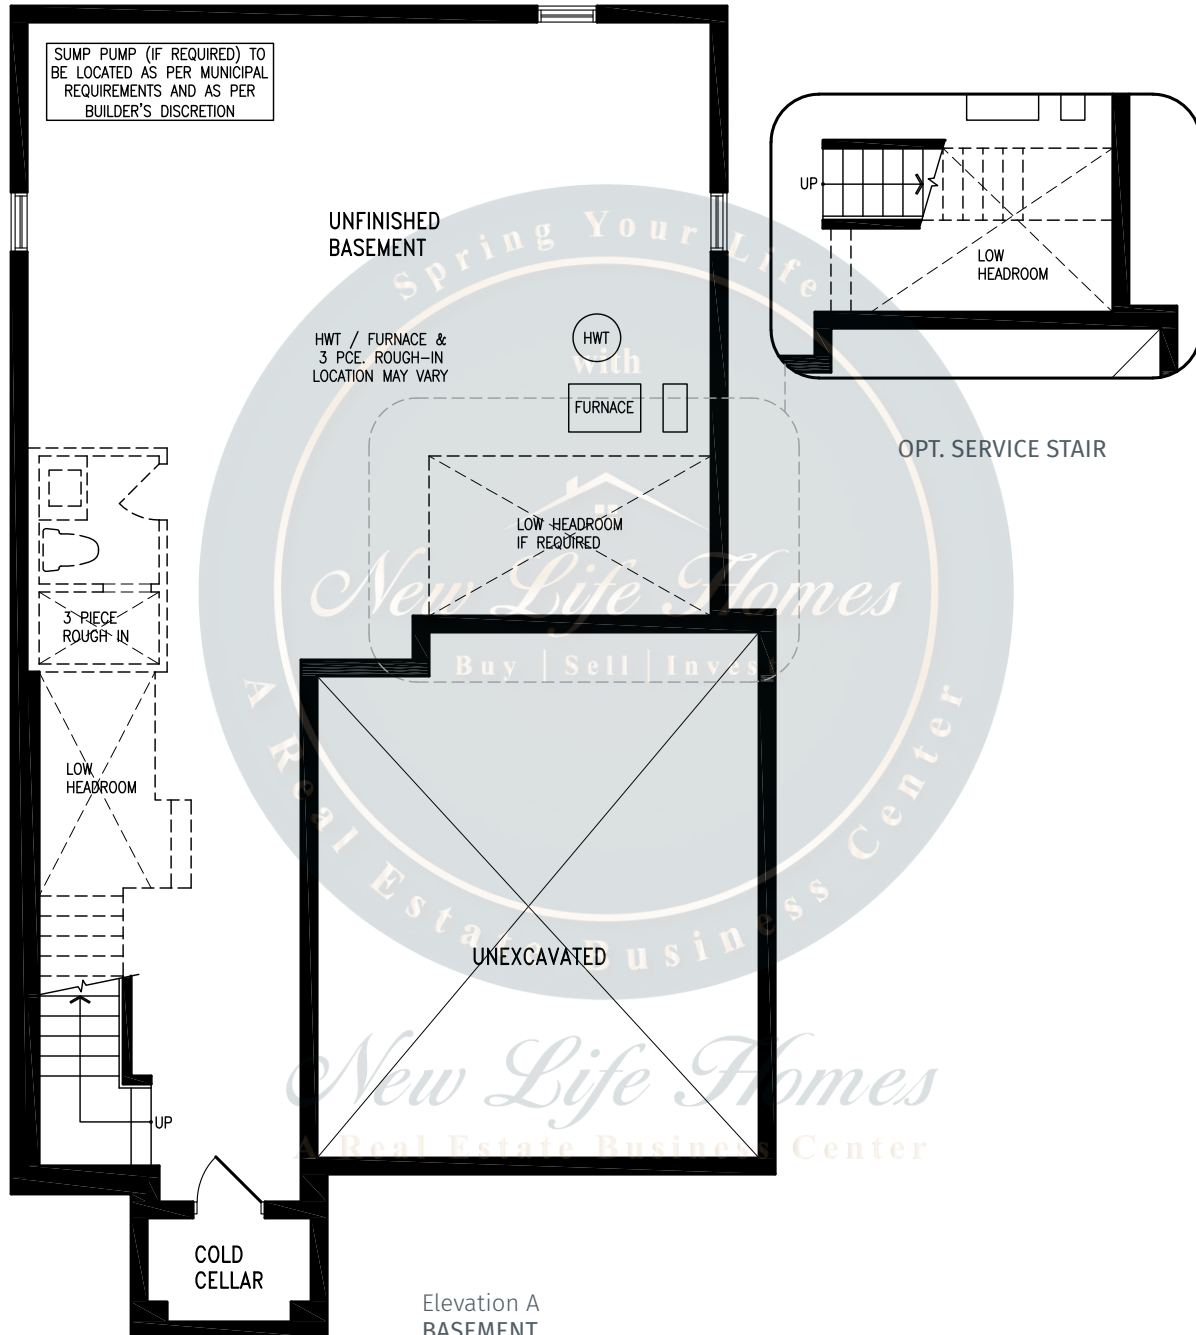 SUMP PUMP (IF REQUIRED) TO
BE LOCATED AS PER MUNICIPAL
REQUIREMENTS AND AS PER
BUILDER'S DISCRETION
UNFINISHED
BASEMENT
UP
LOW
HEADROOM
OPT. SERVICE STAIR
HWT / FURNACE &
3 PCE. ROUGH-IN
LOCATION MAY VARY
HWT
FURNACE
LOW HEADROOM
IF REQUIRED
3 PIECE
ROUGH IN
LOW
HEADROOM
UNEXCAVATED
UP
COLD
CELLAR
Elevation A
BASEMENT
Spring Your Life
with
New Life Homes
Buy | Sell | Invest
A Real Estate Business Center
New Life Homes
A Real Estate Business Center